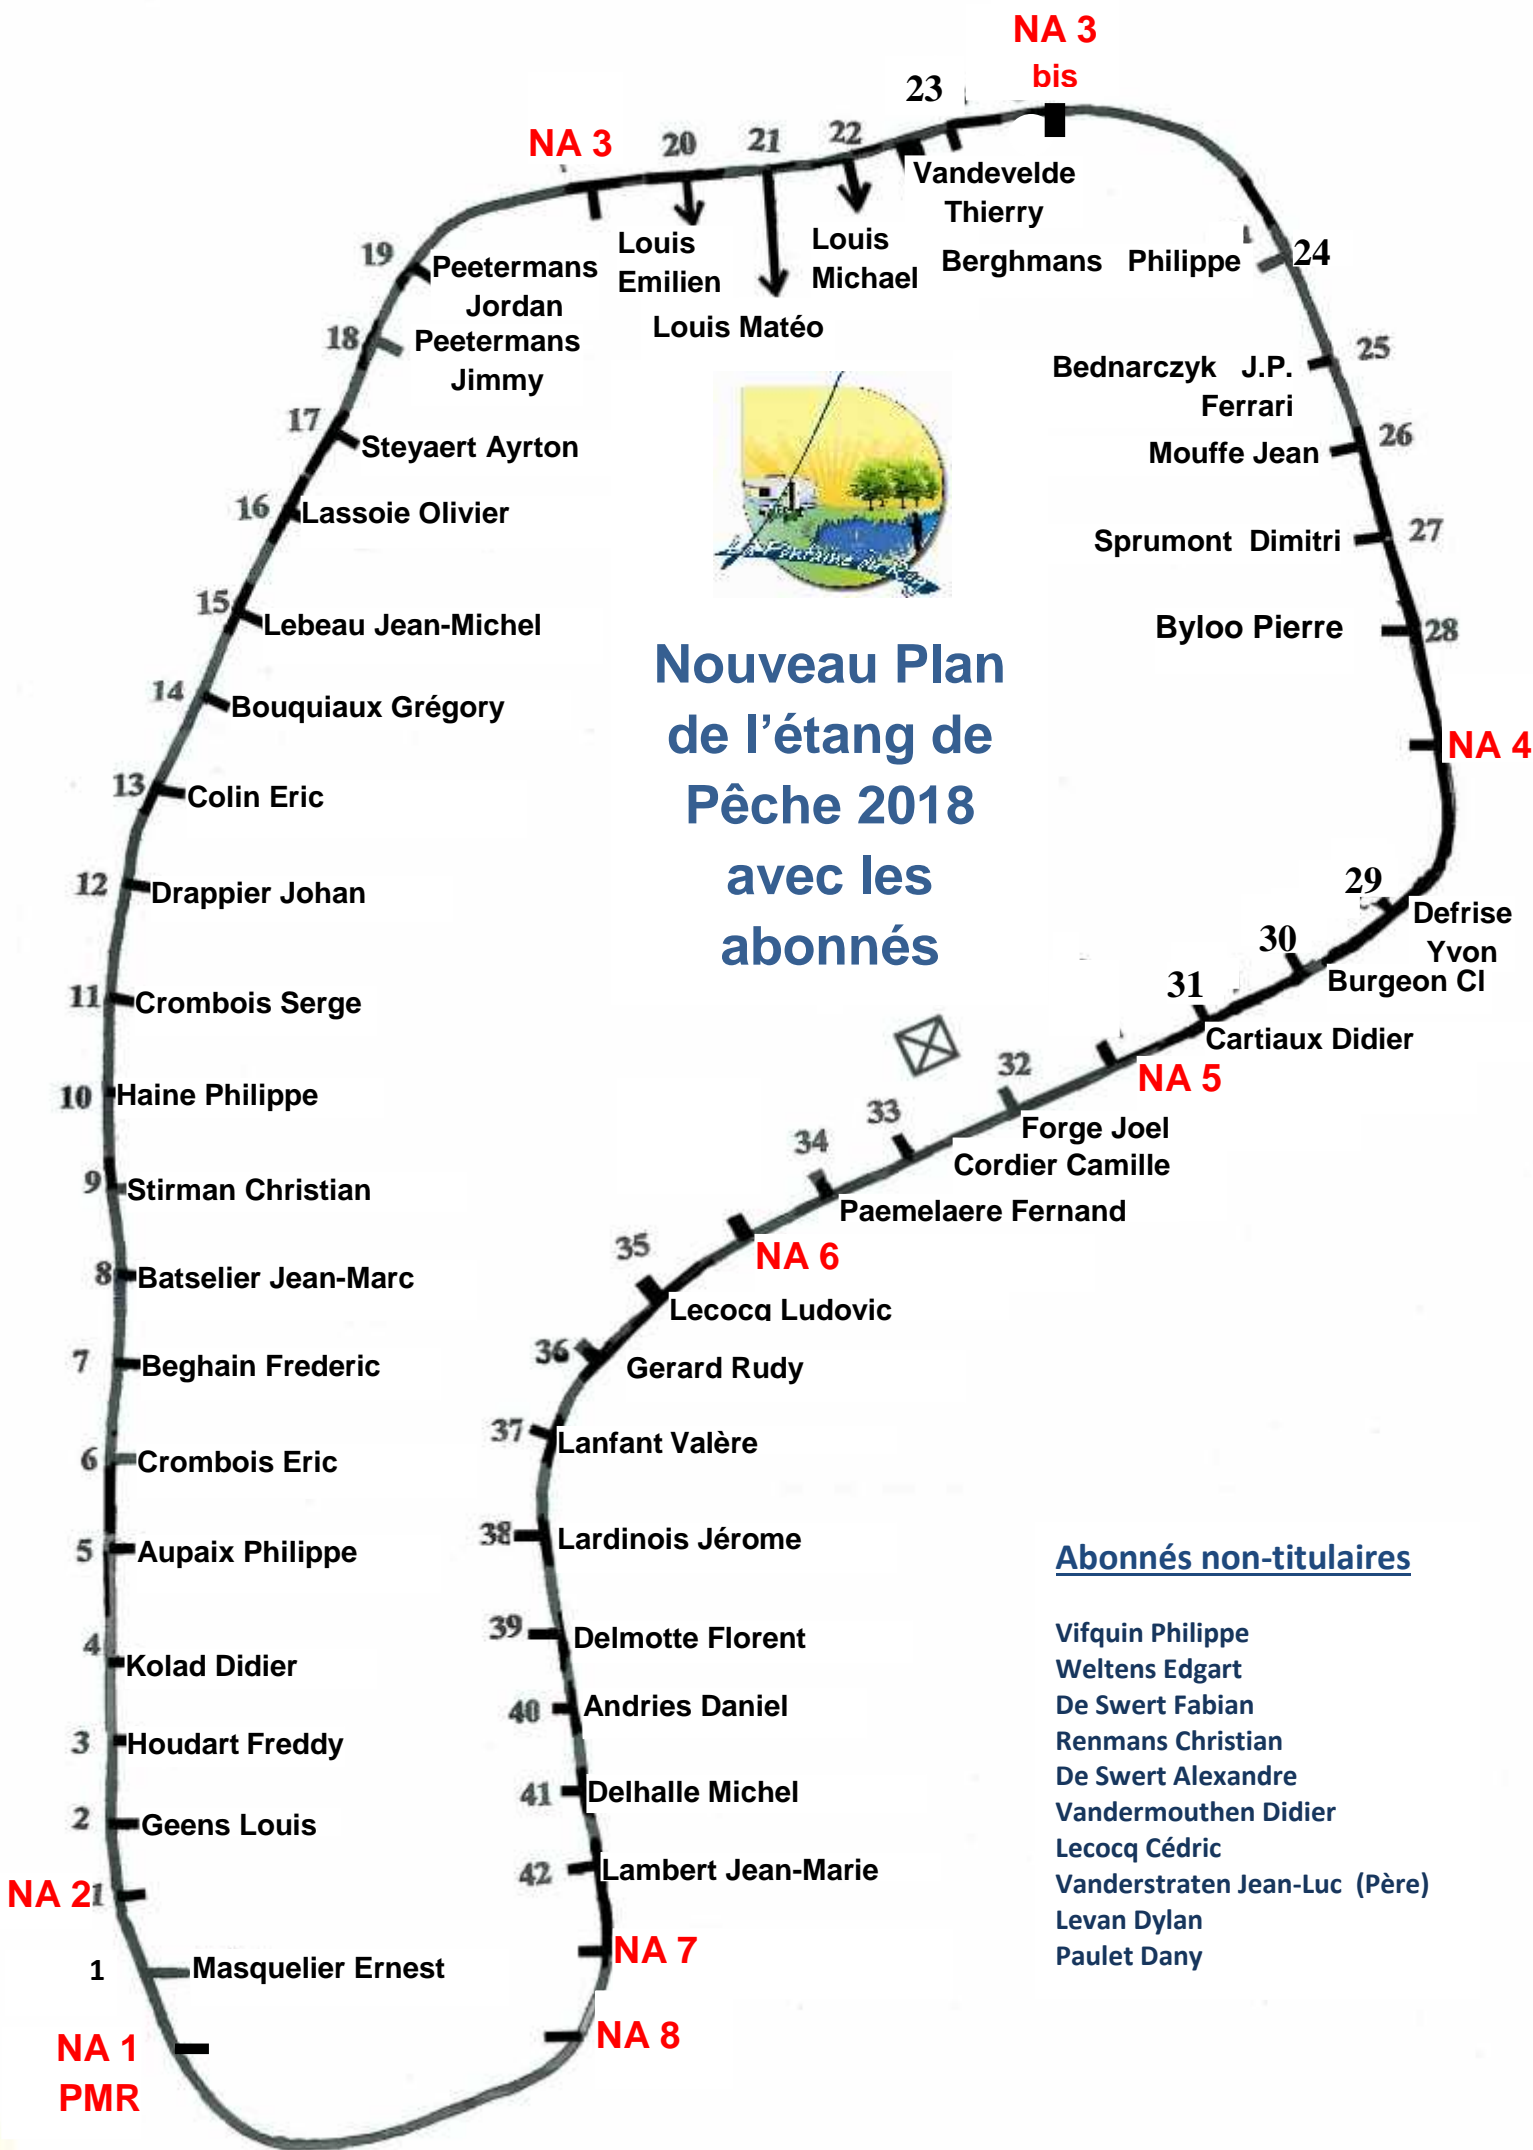 NA 3
bis
23
NA 3
20
21
22
Vandevelde
Thierry
19
Peetermans
Jordan
Louis
Emilien
Louis
Michael
Berghmans Philippe
24
Louis Matéo
18
Peetermans
Jimmy
25
Bednarczyk J.P.
Ferrari
17
Steyaert Ayrton
26
Mouffe Jean
16
Lassoie Olivier
27
Sprumont Dimitri
La Fontaine du Roy
15
Lebeau Jean-Michel
28
Byloo Pierre
Nouveau Plan
de l’étang de
Pêche 2018
avec les
abonnés
14
Bouquiaux Grégory
NA 4
13
Colin Eric
12
Drappier Johan
29
Defrise
Yvon
30
Burgeon Cl
11
Crombois Serge
31
Cartiaux Didier
NA 5
10
Haine Philippe
32
Forge Joel
33
Cordier Camille
34
Paemelaere Fernand
9
Stirman Christian
NA 6
8
Batselier Jean-Marc
35
Lecocq Ludovic
7
Beghain Frederic
36
Gerard Rudy
37
Lanfant Valère
6
Crombois Eric
38
Lardinois Jérome
5
Aupaix Philippe
39
Delmotte Florent
4
Kolad Didier
40
Andries Daniel
3
Houdart Freddy
41
Delhalle Michel
2
Geens Louis
42
Lambert Jean-Marie
NA 2
1
NA 7
1
Masquelier Ernest
NA 1
PMR
NA 8
Abonnés non-titulaires
Vifquin Philippe
Weltens Edgart
De Swert Fabian
Renmans Christian
De Swert Alexandre
Vandermouthen Didier
Lecocq Cédric
Vanderstraten Jean-Luc (Père)
Levan Dylan
Paulet Dany